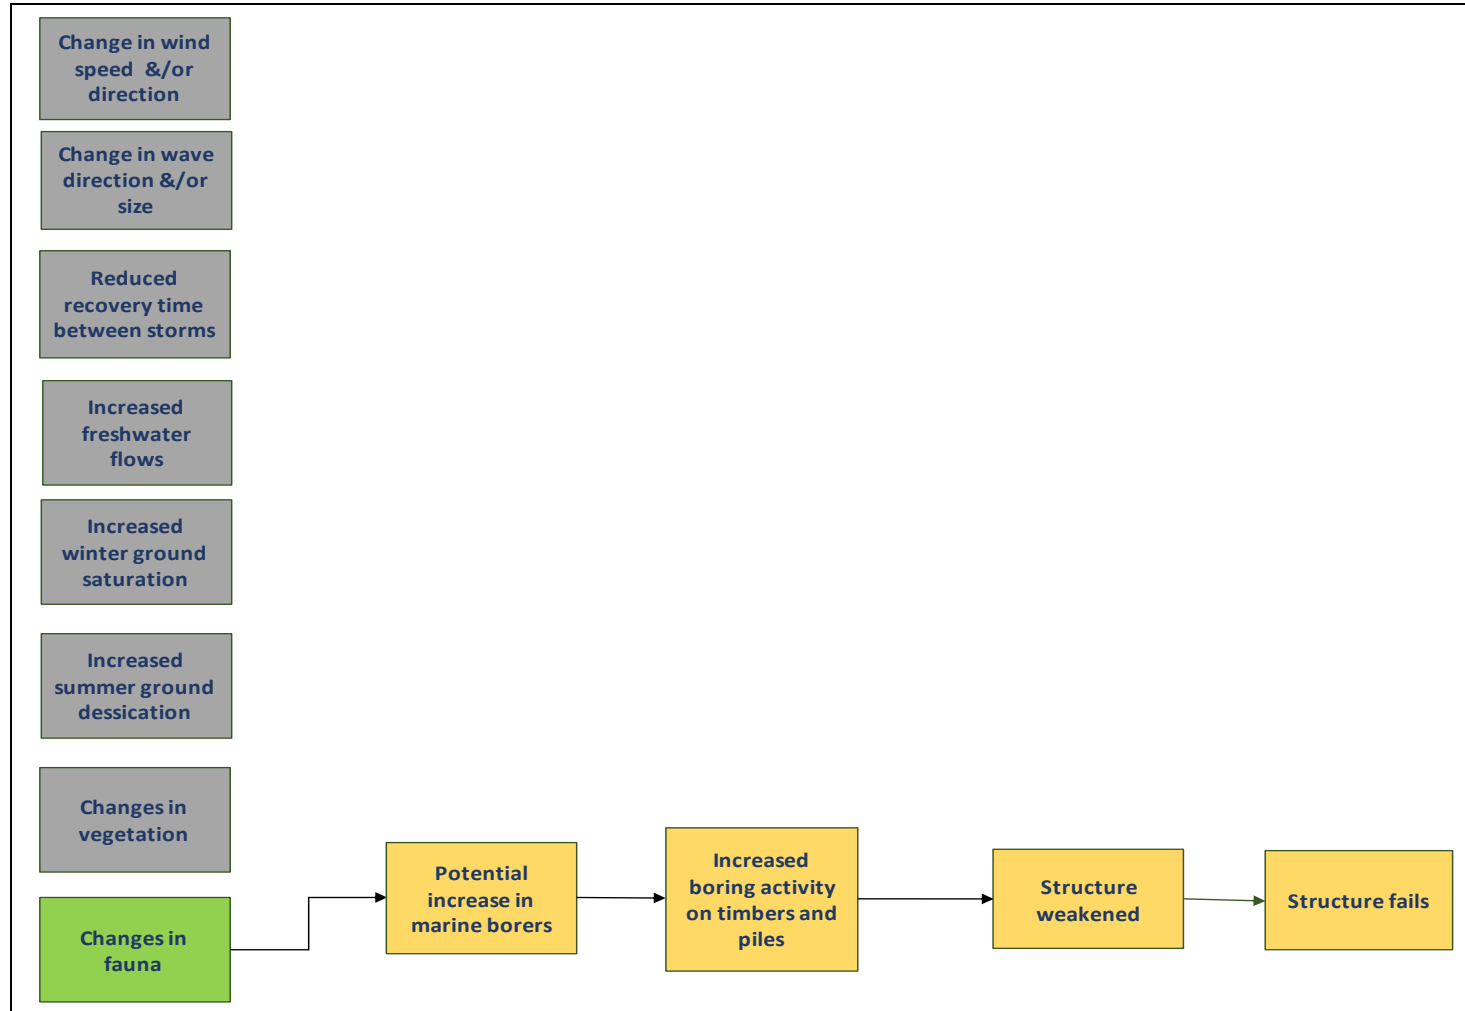 Change in wind
speed &/or
direction
Change in wave
direction &/or
size
Reduced
recovery time
between storms
Increased
freshwater
flows
Increased
winter ground
saturation
Increased
summer ground
dessication
Changes in
vegetation
Changes in
fauna
Potential
increase in
marine borers
Increased
boring activity
on timbers and
piles
Structure
weakened
Structure fails